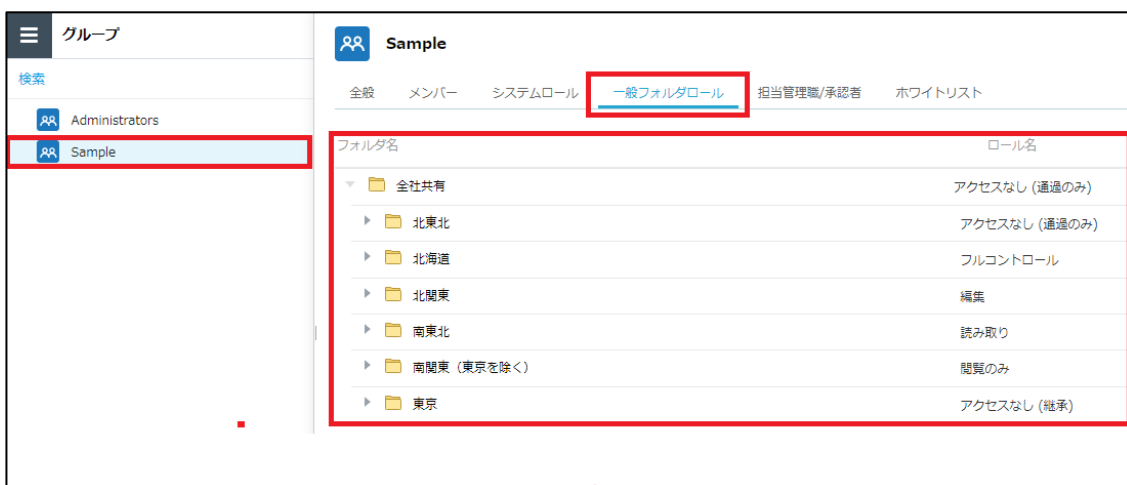 グループ
検索
Administrators
Sample
Sample
全般 メンバー システムロール 一般フォルダロール 担当管理職/承認者 ホワイトリスト
フォルダ名 ロール名
全社共有 アクセスなし (通過のみ)
北東北 アクセスなし (通過のみ)
北海道 フルコントロール
北関東 編集
南東北 読み取り
南関東（東京を除く）閲覧のみ
東京 アクセスなし (継承)